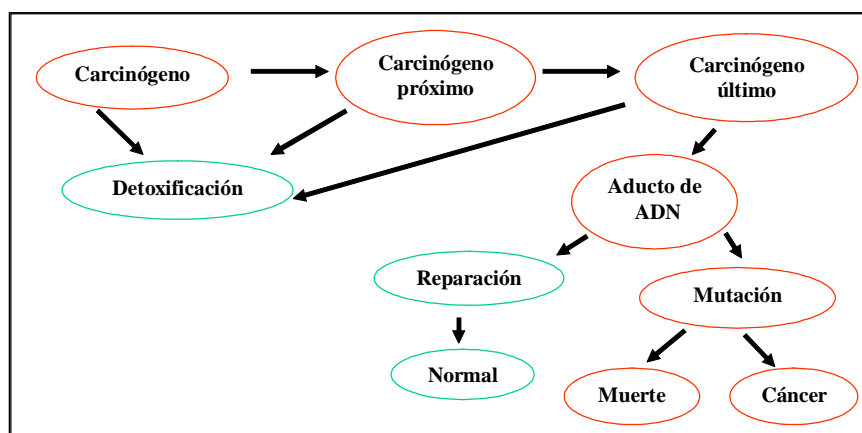 Carcinógeno
Carcinógeno
próximo
Carcinógeno
último
Detoxificación
Aducto de
ADN
Reparación
Mutación
Normal
Muerte
Cáncer